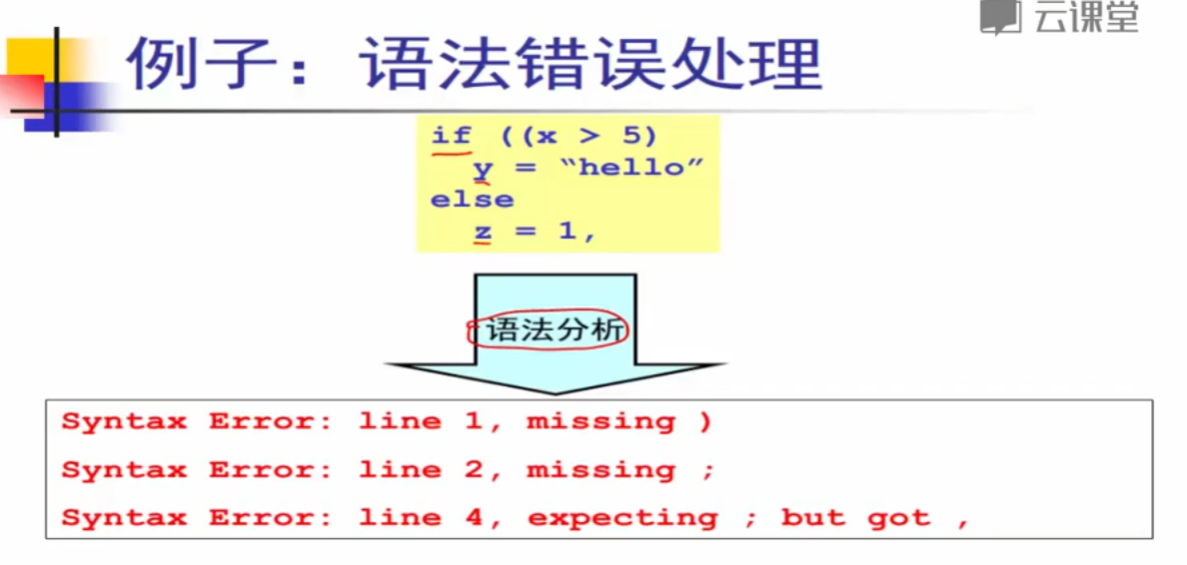 云课堂
例子：语法错误处理
if ((x > 5)
y = “hello”
else
z = 1,
语法分析
Syntax Error: line 1, missing )
Syntax Error: line 2, missing ;
Syntax Error: line 4, expecting ; but got ,